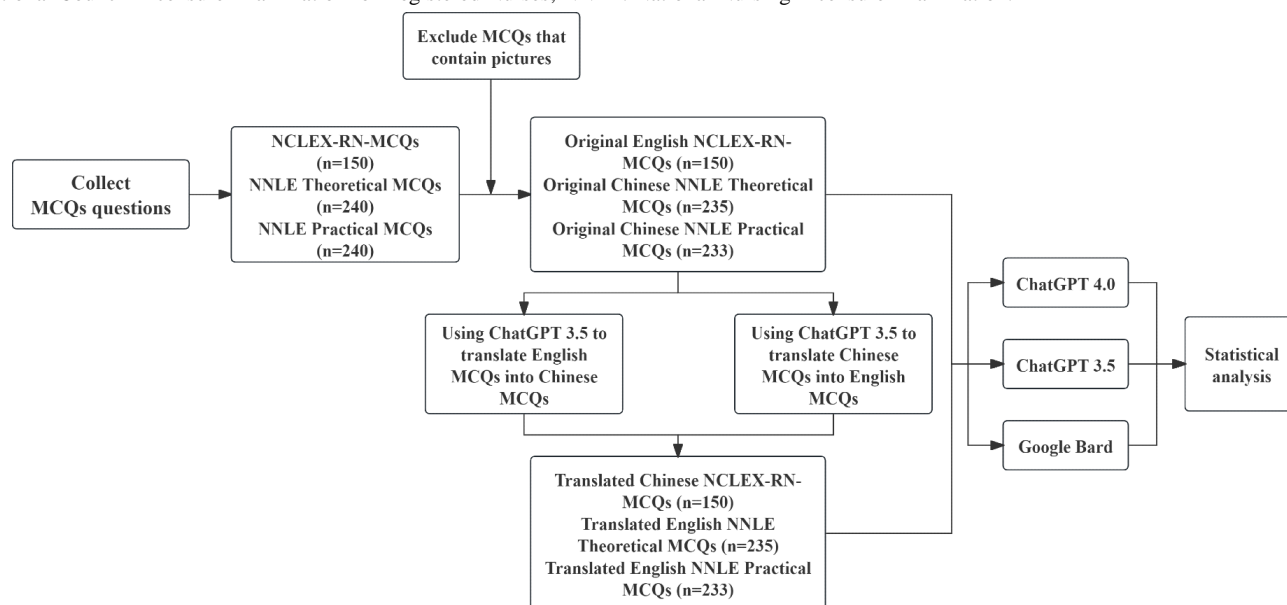 Exclude MCQs that
contain pictures
Collect
MCQs questions
NCLEX-RN-MCQs
(n=150)
NNLE Theoretical MCQs
(n=240)
NNLE Practical MCQs
(n=240)
Original English NCLEX-RN-
MCQs (n=150)
Original Chinese NNLE Theoretical
MCQs (n=235)
Original Chinese NNLE Practical
MCQs (n=233)
Using ChatGPT 3.5 to
translate English
MCQs into Chinese
MCQs
Using ChatGPT 3.5 to
translate Chinese
MCQs into English
MCQs
Translated Chinese NCLEX-RN-
MCQs (n=150)
Translated English NNLE
Theoretical MCQs (n=235)
Translated English NNLE Practical
MCQs (n=233)
ChatGPT 4.0
ChatGPT 3.5
Google Bard
Statistical
analysis